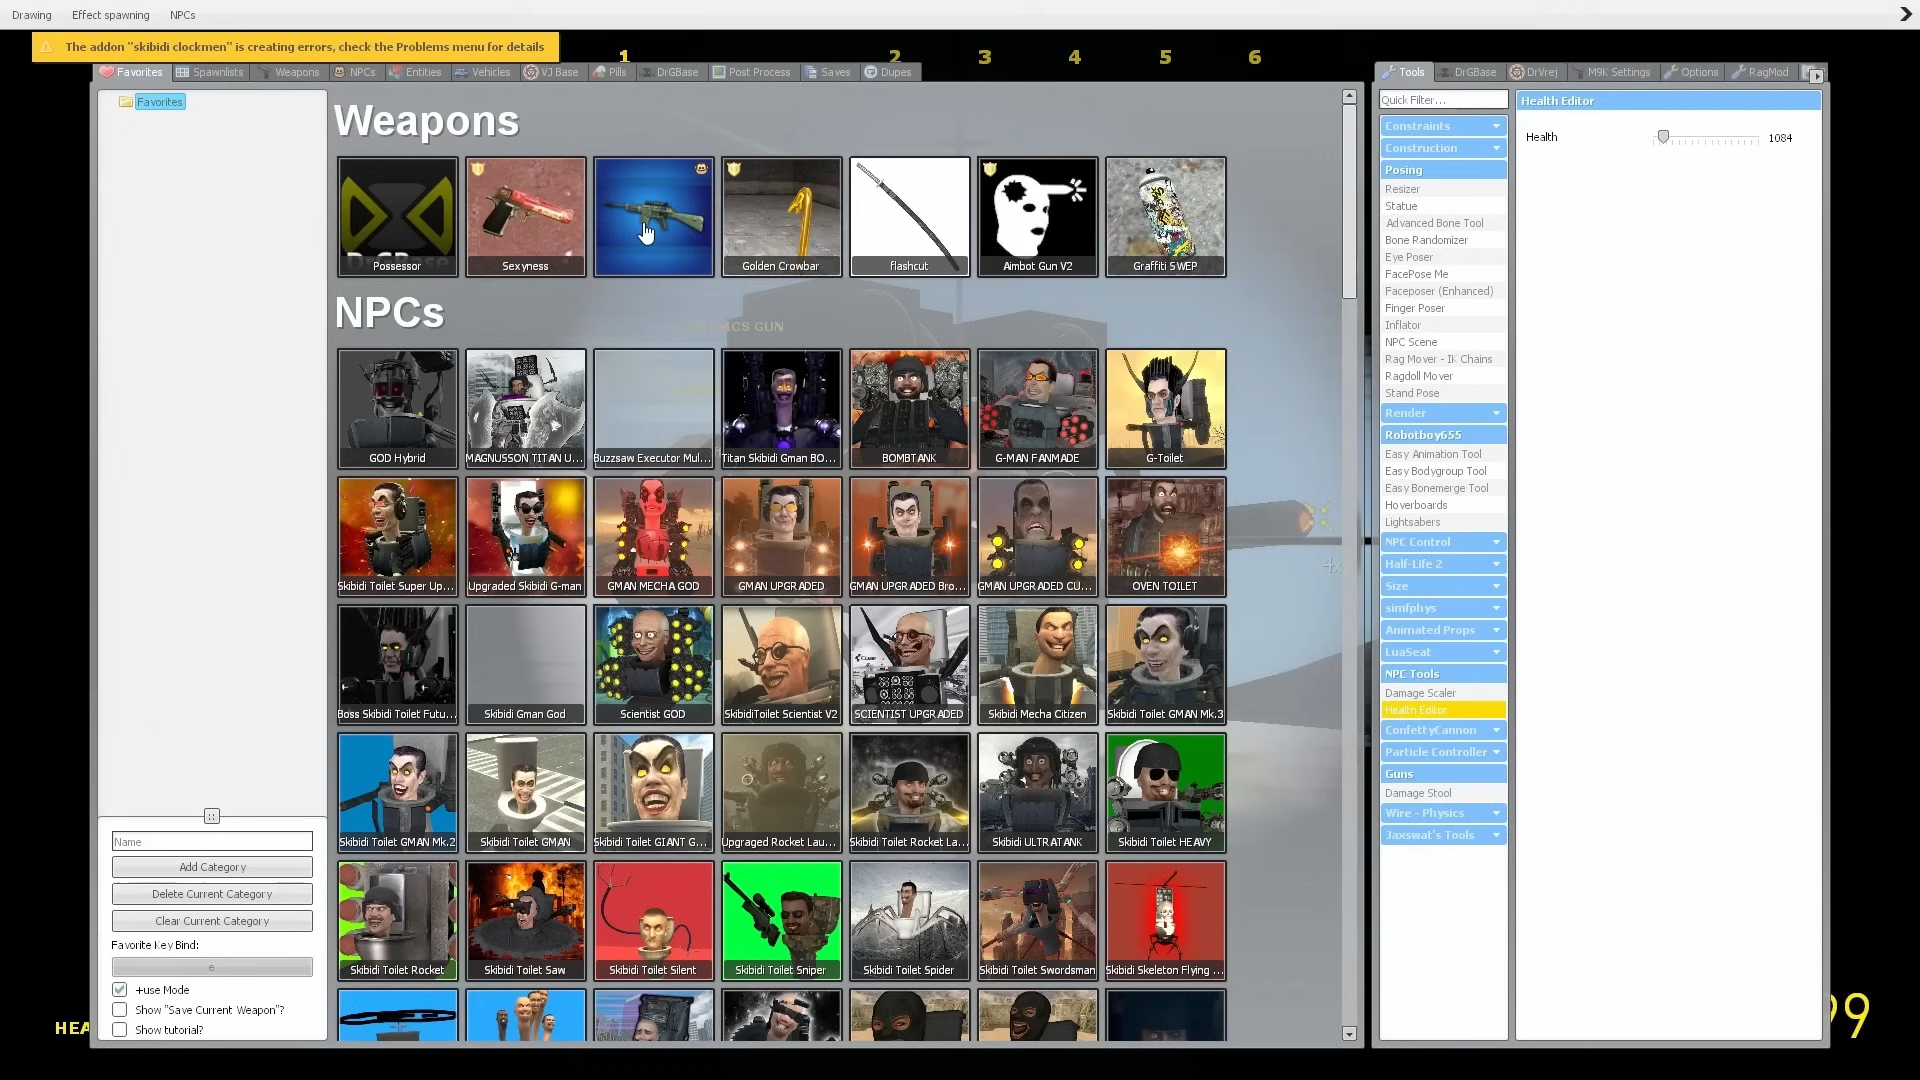 Drawing Effect spawning NPCs
The addon "skibidi clockmen" is creating errors, check the Problems menu for details
1 2 3 4 5 6
Favorites Spawnlists Weapons NPCs Entities Vehicles VJ Base Pills DrGBase Post Process Saves Dupes
Tools DrGBase DrVrej M9K Settings Options RagMod
Favorites
Name
Add Category
Delete Current Category
Clear Current Category
Favorite Key Bind:
e
+use Mode
Show "Save Current Weapon"?
Show tutorial?
HEA
Weapons
Possessor Sexyness Golden Crowbar flashcut Aimbot Gun V2 Graffiti SWEP
NPCs
GOD Hybrid MAGNUSSON TITAN U... Buzzsaw Executor Mul... Titan Skibidi Gman BO... BOMBTANK G-MAN FANMADE G-Toilet
Skibidi Toilet Super Up... Upgraded Skibidi G-man GMAN MECHA GOD GMAN UPGRADED GMAN UPGRADED Bro... GMAN UPGRADED CU... OVEN TOILET
Boss Skibidi Toilet Futu... Skibidi Gman God Scientist GOD SkibidiToilet Scientist V2 SCIENTIST UPGRADED Skibidi Mecha Citizen Skibidi Toilet GMAN Mk.3
Skibidi Toilet GMAN Mk.2 Skibidi Toilet GMAN Skibidi Toilet GIANT G... Upgraged Rocket Lau... Skibidi Toilet Rocket La... Skibidi ULTRATANK Skibidi Toilet HEAVY
Skibidi Toilet Rocket Skibidi Toilet Saw Skibidi Toilet Silent Skibidi Toilet Sniper Skibidi Toilet Spider Skibidi Toilet Swordsman Skibidi Skeleton Flying ...
4x
Quick Filter...
Constraints
Construction
Posing
Resizer
Statue
Advanced Bone Tool
Bone Randomizer
Eye Poser
FacePose Me
Faceposer (Enhanced)
Finger Poser
Inflator
NPC Scene
Rag Mover - IK Chains
Ragdoll Mover
Stand Pose
Render
Robotboy655
Easy Animation Tool
Easy Bodygroup Tool
Easy Bonemerge Tool
Hoverboards
Lightsabers
NPC Control
Half-Life 2
Size
simfphys
Animated Props
LuaSeat
NPC Tools
Damage Scaler
Health Editor
ConfettyCannon
Particle Controller
Guns
Damage Stool
Wire - Physics
Jaxswat's Tools
Health Editor
Health 1084
99